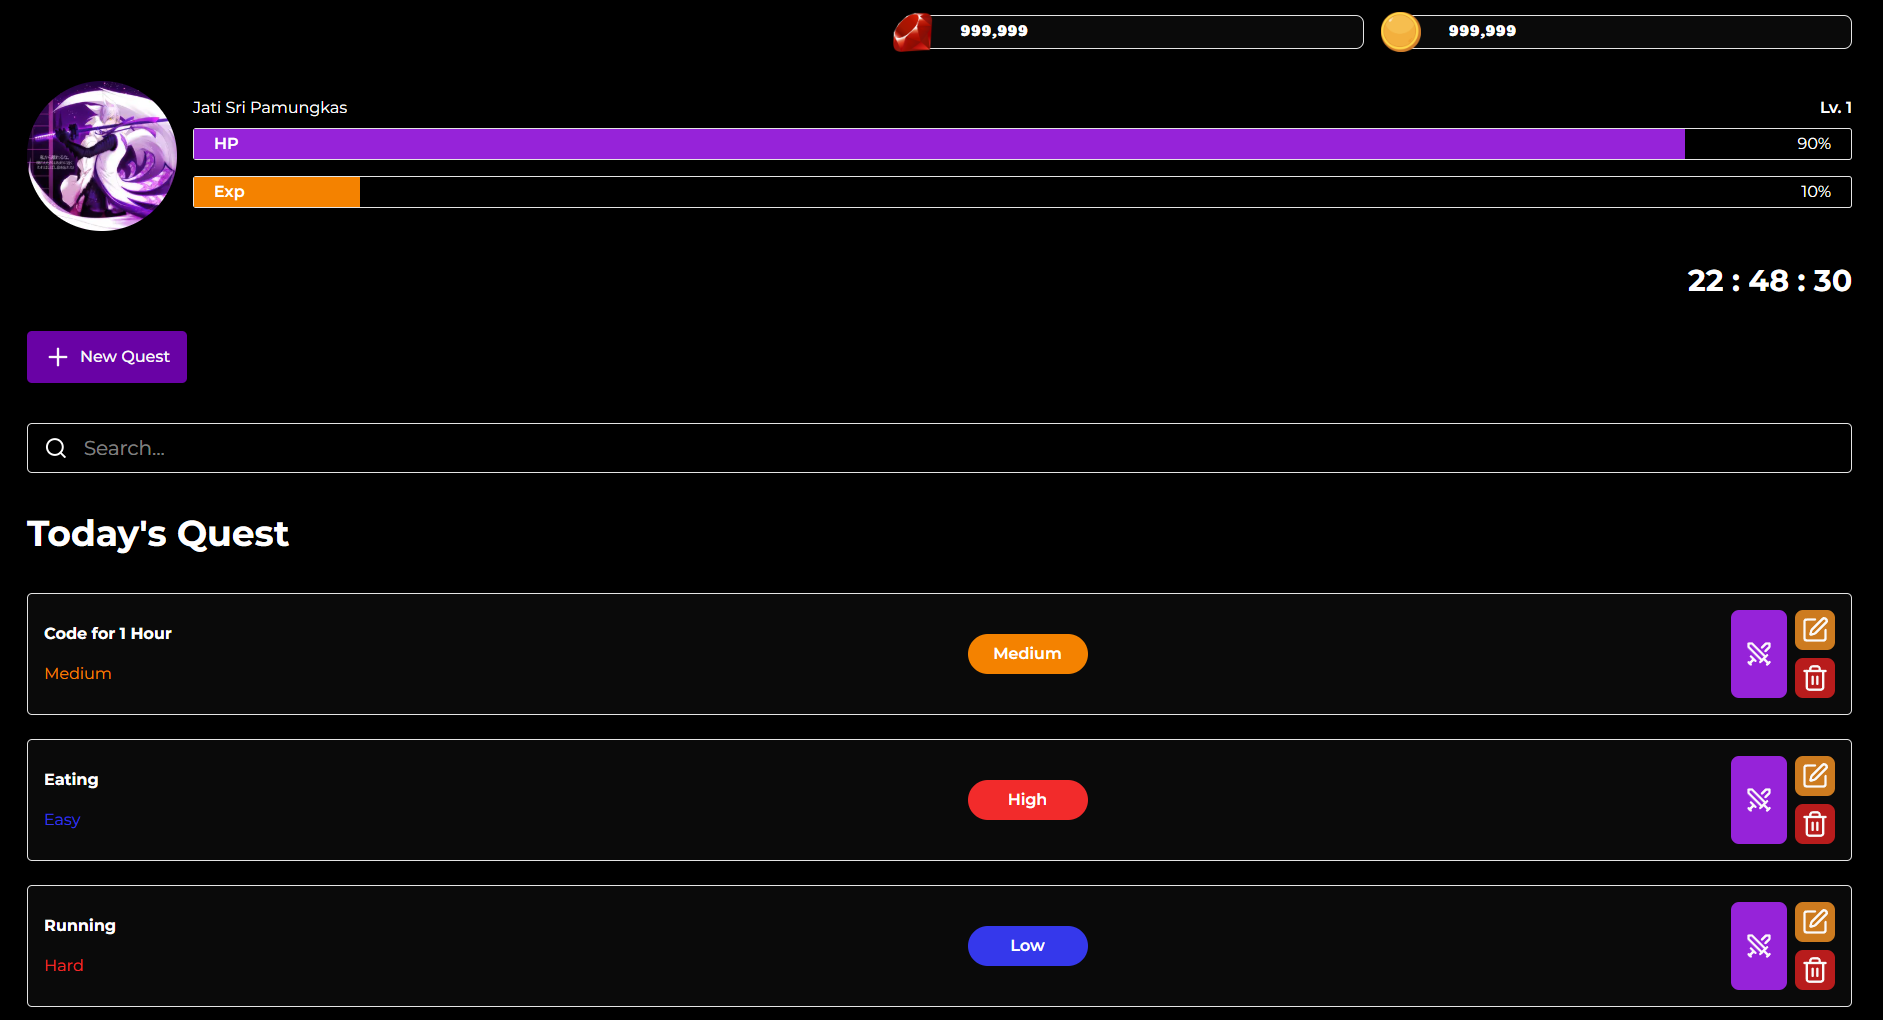 999,999 999,999
Jati Sri Pamungkas Lv. 1
HP 90%
Exp 10%
22 : 48 : 30
New Quest
Search...
Today's Quest
Code for 1 Hour
Medium
Medium
Eating
Easy
High
Running
Hard
Low